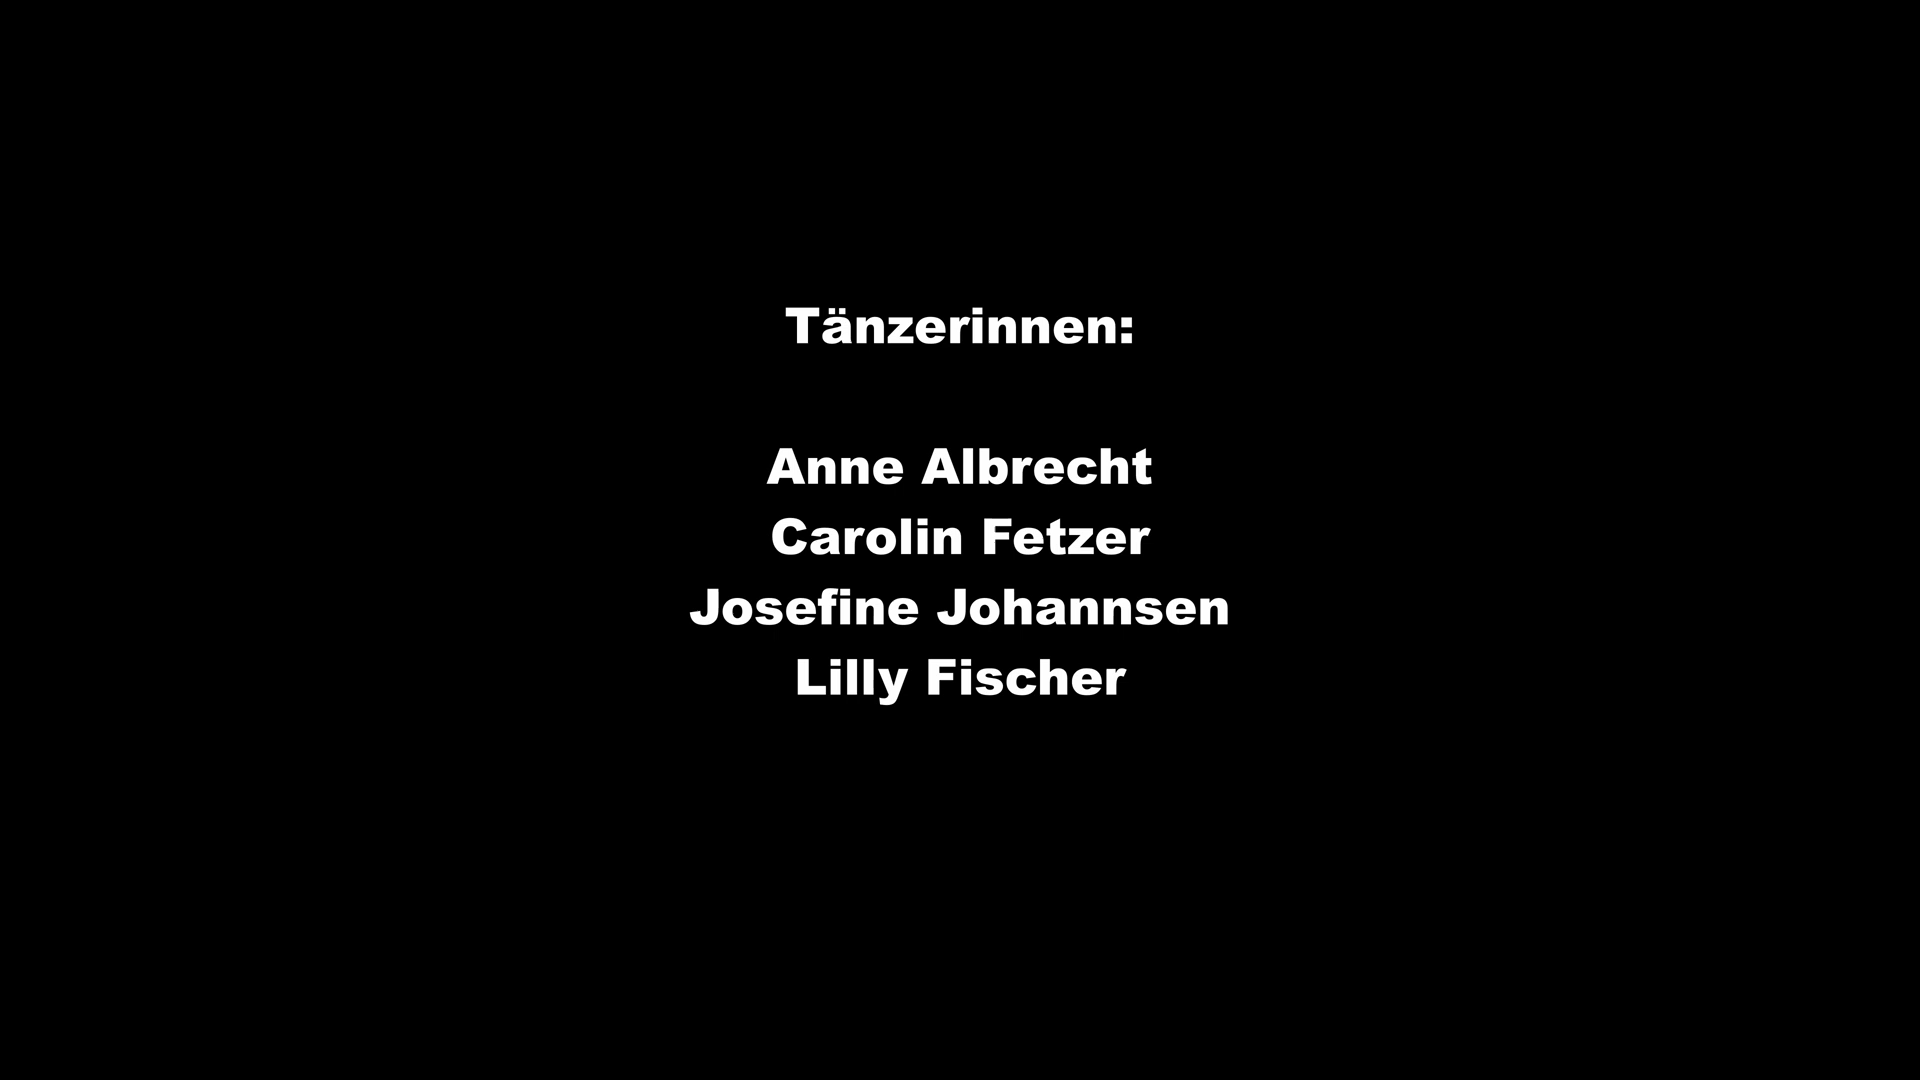 Tänzerinnen:
Anne Albrecht
Carolin Fetzer
Josefine Johannsen
Lilly Fischer